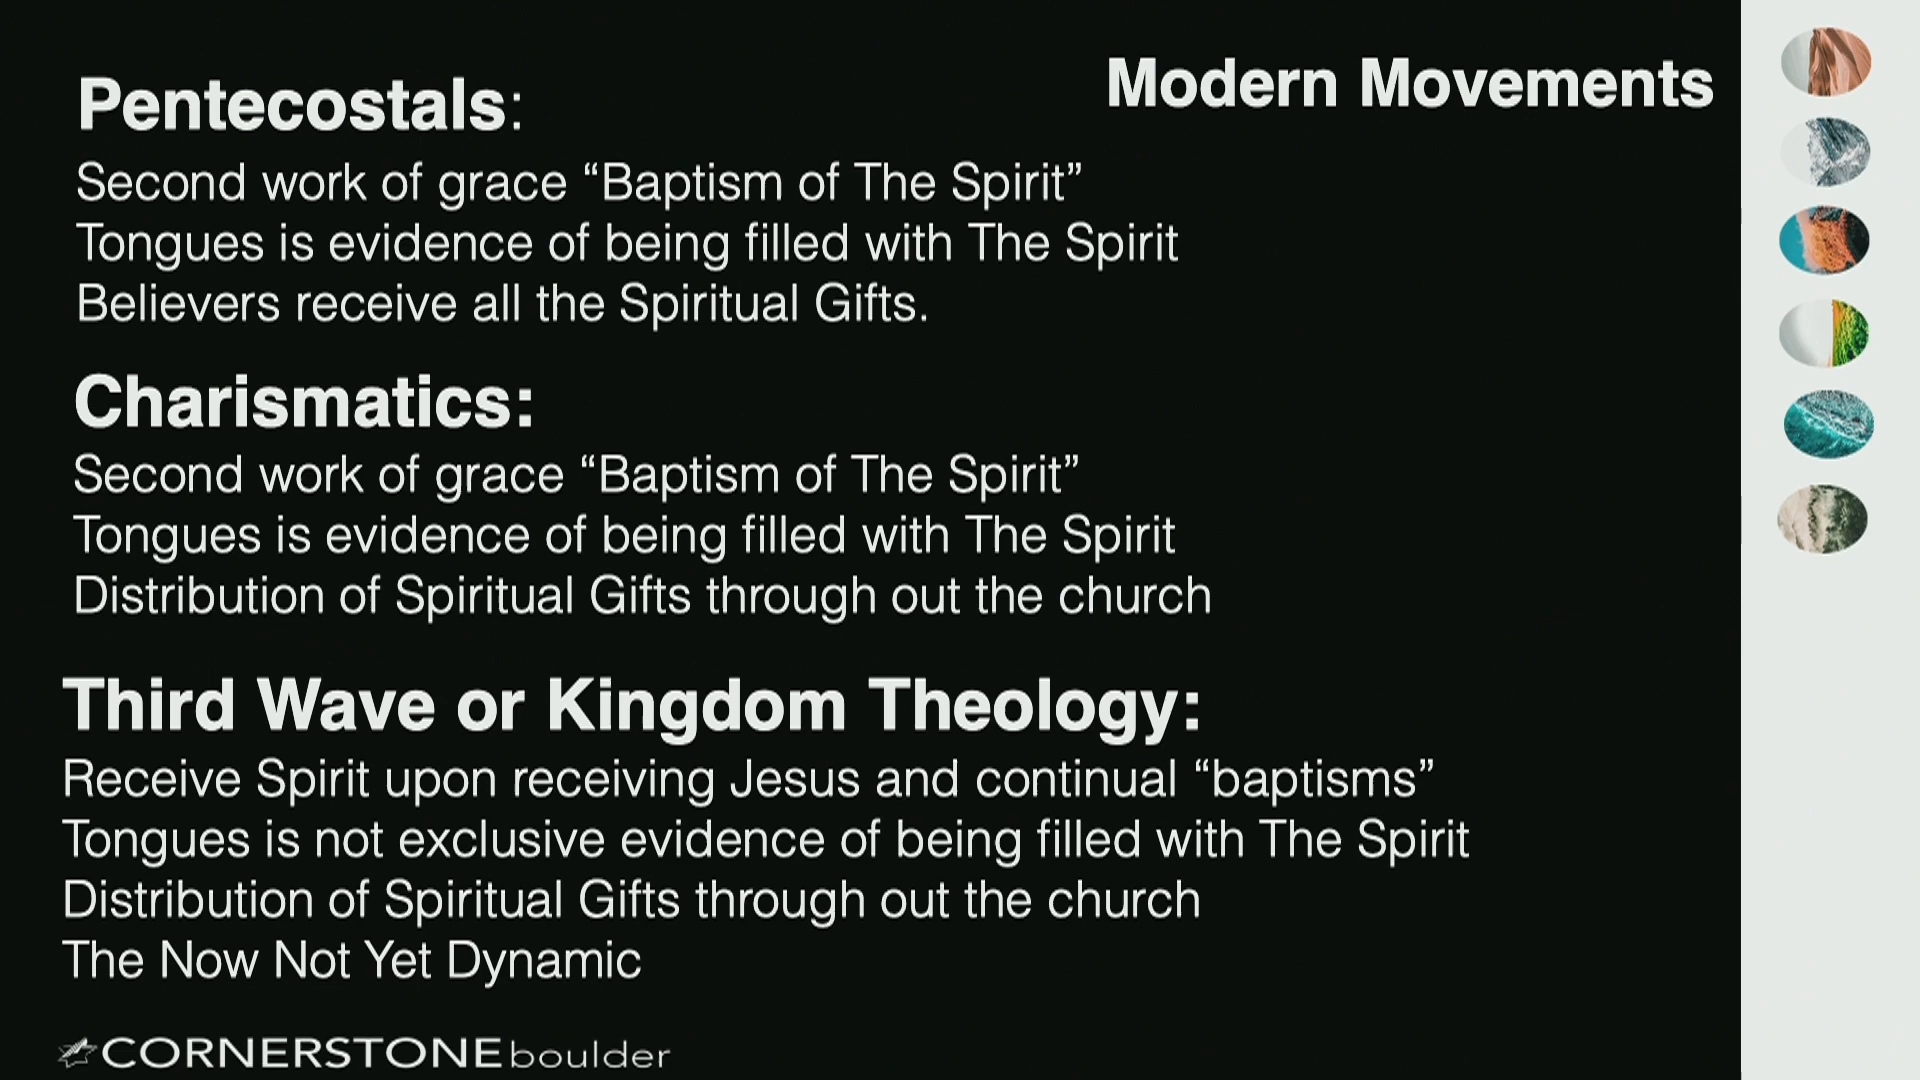 Modern Movements
Pentecostals:
Second work of grace “Baptism of The Spirit”
Tongues is evidence of being filled with The Spirit
Believers receive all the Spiritual Gifts.
Charismatics:
Second work of grace “Baptism of The Spirit”
Tongues is evidence of being filled with The Spirit
Distribution of Spiritual Gifts through out the church
Third Wave or Kingdom Theology:
Receive Spirit upon receiving Jesus and continual “baptisms”
Tongues is not exclusive evidence of being filled with The Spirit
Distribution of Spiritual Gifts through out the church
The Now Not Yet Dynamic
CORNERSTONE boulder